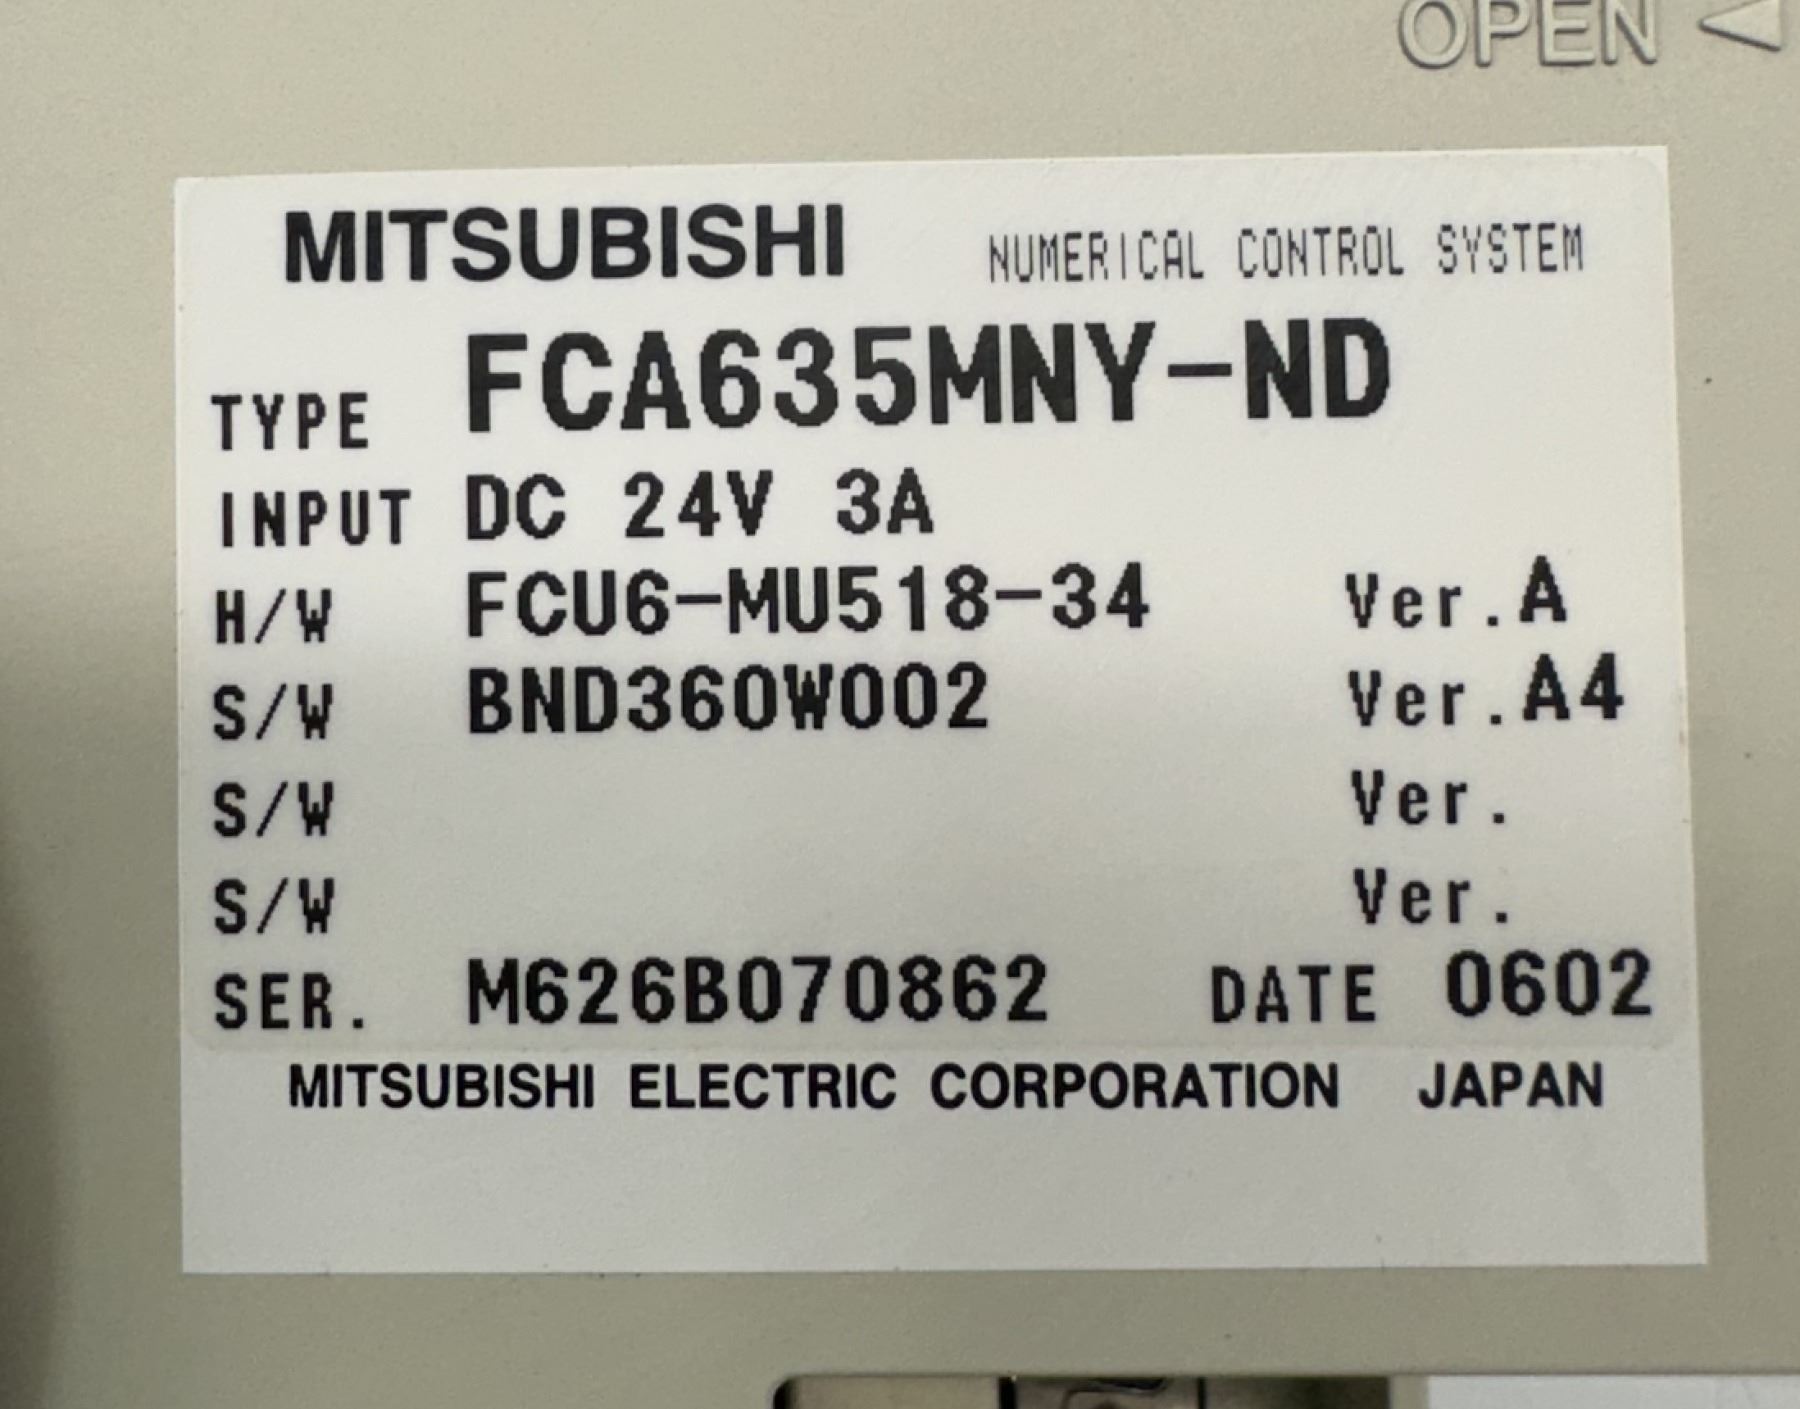 OPEN ◁
MITSUBISHI NUMERICAL CONTROL SYSTEM
TYPE FCA635MNY-ND
INPUT DC 24V 3A
H/W FCU6-MU518-34 Ver.A
S/W BND360W002 Ver.A4
S/W Ver.
S/W Ver.
SER. M626B070862 DATE 0602
MITSUBISHI ELECTRIC CORPORATION JAPAN